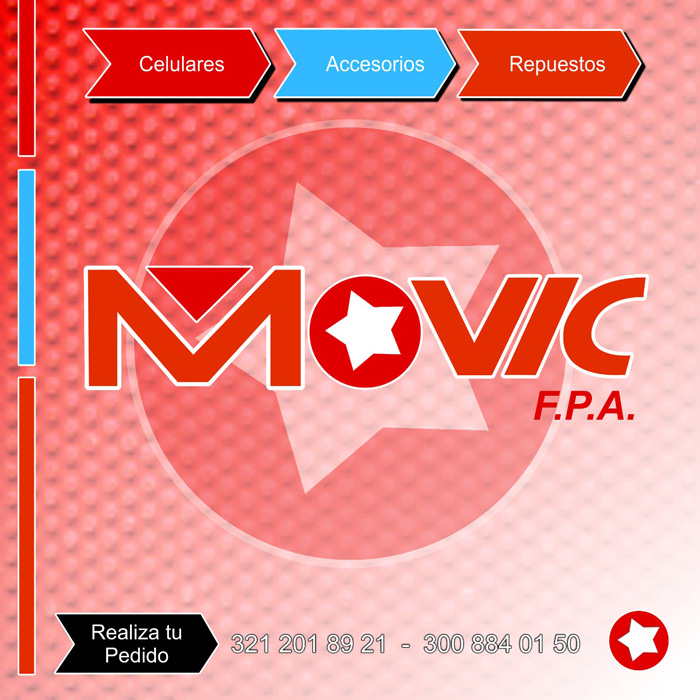 Celulares
Accesorios
Repuestos
MOVIC
F.P.A.
Realiza tu
Pedido
321 201 89 21 - 300 884 01 50